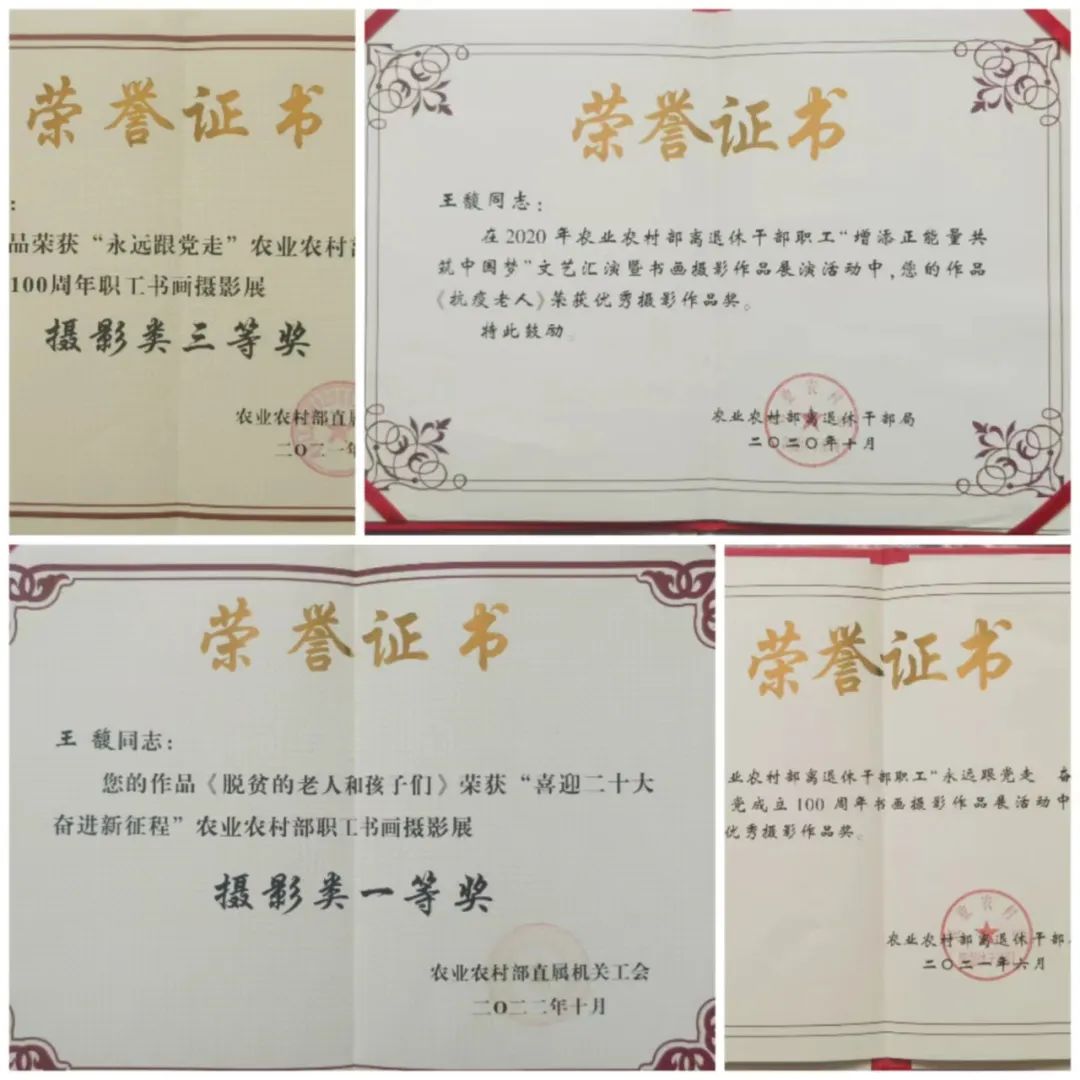 荣誉证书
:
品荣获“永远跟党走”农业农村部
100周年职工书画摄影展
摄影类三等奖
农业农村部直属
二〇二一年
荣誉证书
王馥同志:
在2020年农业农村部离退休干部职工“增添正能量共
筑中国梦”文艺汇演暨书画摄影作品展演活动中,您的作品
《抗疫老人》荣获优秀摄影作品奖。
特此鼓励。
农业农村部离退休干部局
二〇二〇年十月
荣誉证书
王 馥同志:
您的作品《脱贫的老人和孩子们》荣获“喜迎二十大
奋进新征程”农业农村部职工书画摄影展
摄影类一等奖
农业农村部直属机关工会
二〇二二年十月
荣誉证书
业农村部离退休干部职工“永远跟党走 奋
党成立100周年书画摄影作品展活动中
优秀摄影作品奖。
农业农村部离退休干部
二〇二一年六月